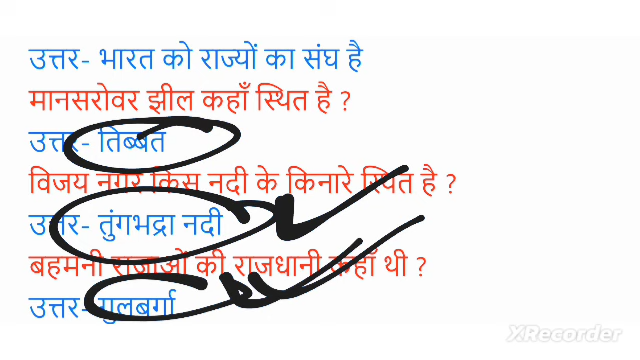 उत्तर- भारत को राज्यों का संघ है
मानसरोवर झील कहाँ स्थित है ?
उत्तर- तिब्बत
विजय नगर किस नदी के किनारे स्थित है ?
उत्तर- तुंगभद्रा नदी
बहमनी राजाओं की राजधानी कहाँ थी ?
उत्तर- गुलबर्गा
XRecorder